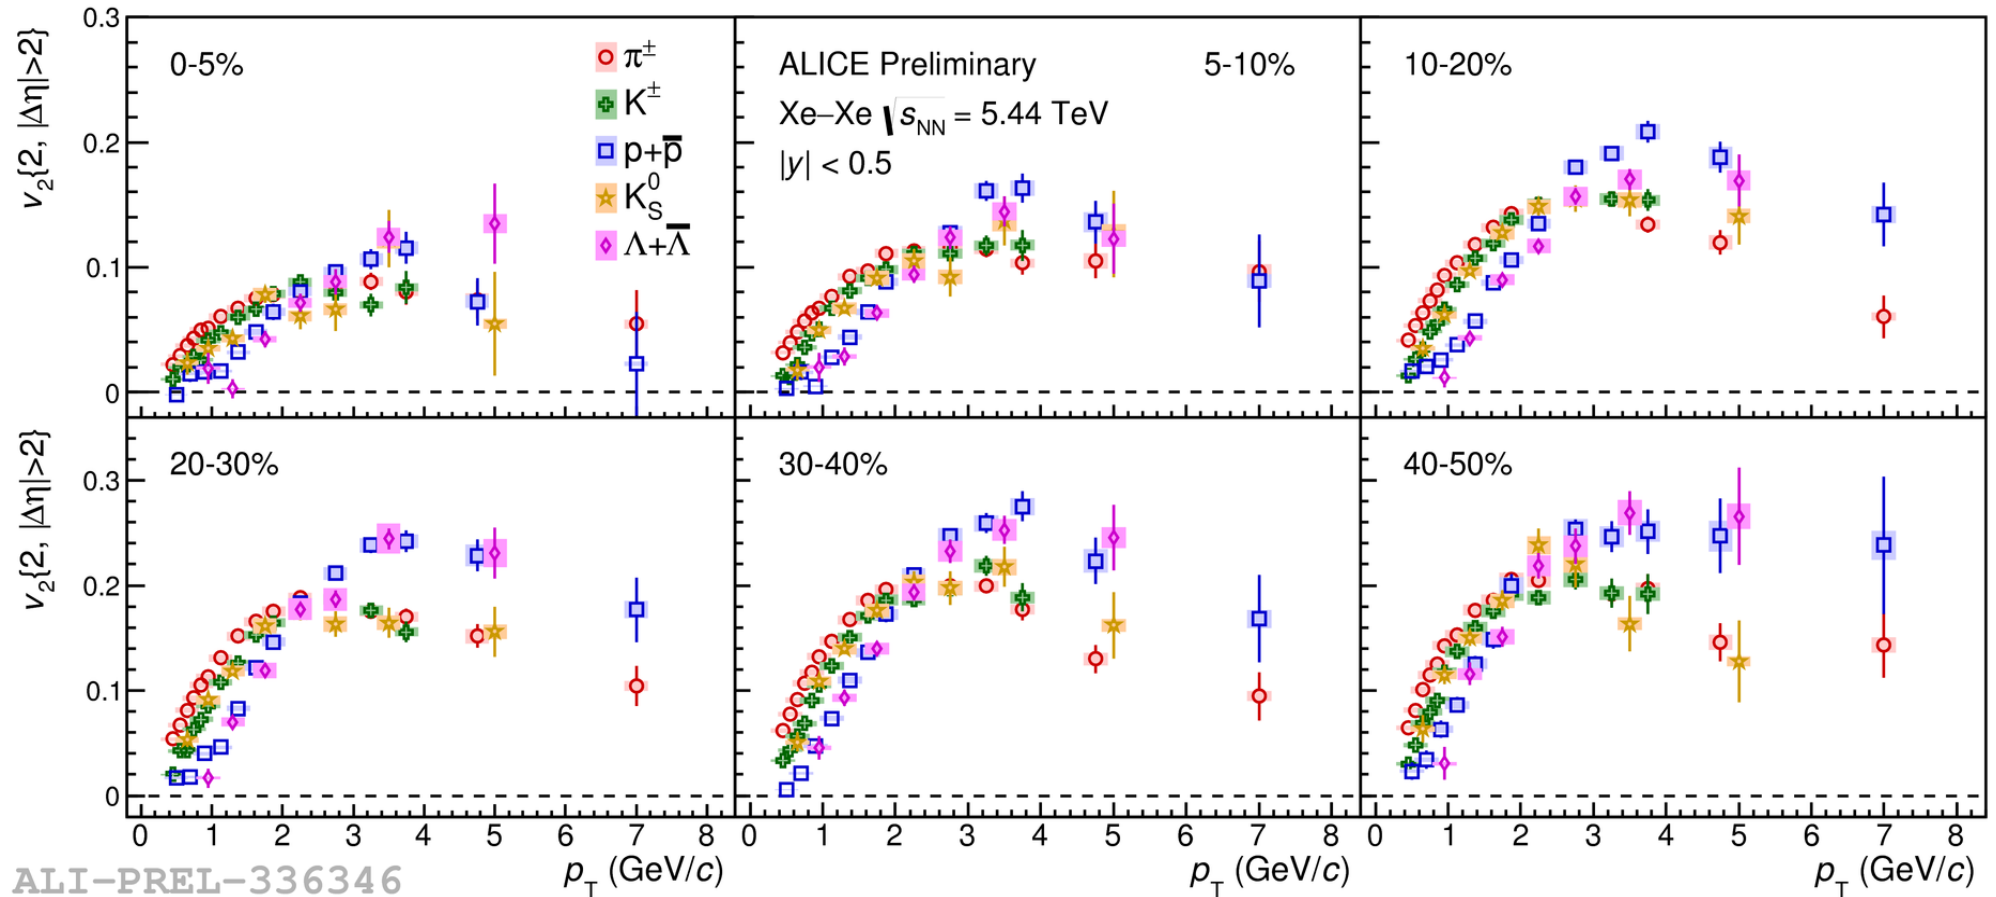 v2{2, |Δη|>2}
0.3
0.2
0.1
0
0-5%
π±
K±
p+p̅
K0S
Λ+Λ̅
ALICE Preliminary
5-10%
Xe–Xe √sNN = 5.44 TeV
|y| < 0.5
10-20%
v2{2, |Δη|>2}
0.3
0.2
0.1
0
20-30%
30-40%
40-50%
0 1 2 3 4 5 6 7 8
0 1 2 3 4 5 6 7 8
0 1 2 3 4 5 6 7 8
pT (GeV/c)
pT (GeV/c)
pT (GeV/c)
ALI-PREL-336346